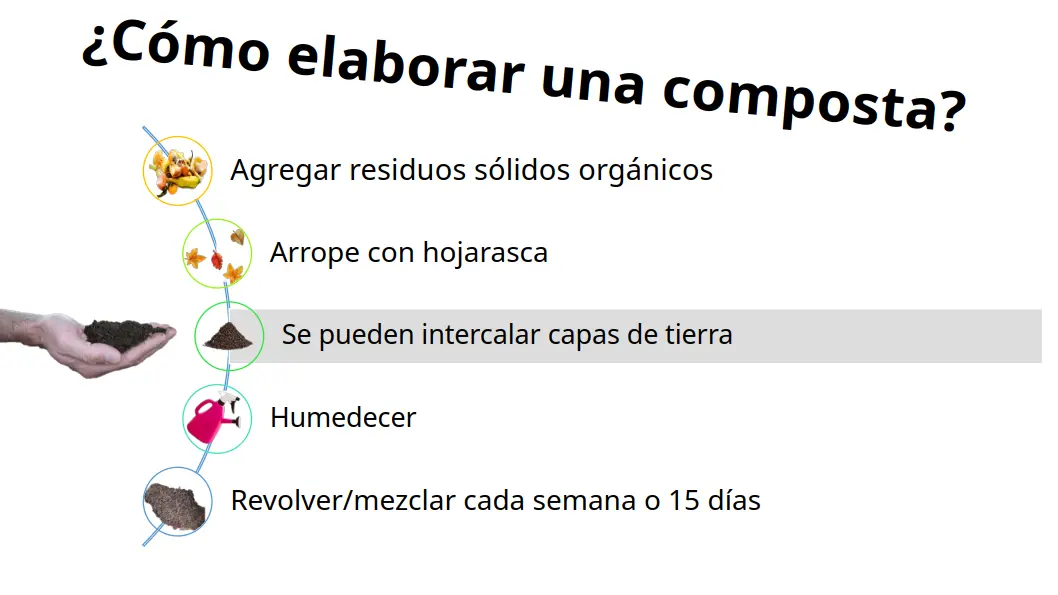 ¿Cómo elaborar una composta?
Agregar residuos sólidos orgánicos
Arrope con hojarasca
Se pueden intercalar capas de tierra
Humedecer
Revolver/mezclar cada semana o 15 días